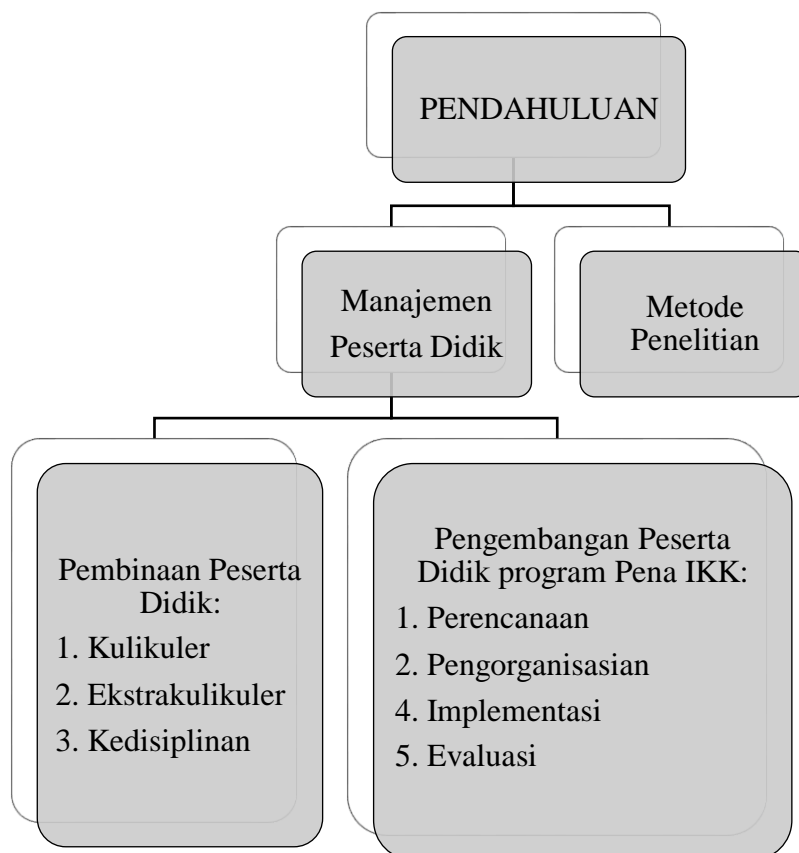 PENDAHULUAN
Manajemen
Peserta Didik
Metode
Penelitian
Pembinaan Peserta
Didik:
1. Kulikuler
2. Ekstrakulikuler
3. Kedisiplinan
Pengembangan Peserta
Didik program Pena IKK:
1. Perencanaan
2. Pengorganisasian
4. Implementasi
5. Evaluasi